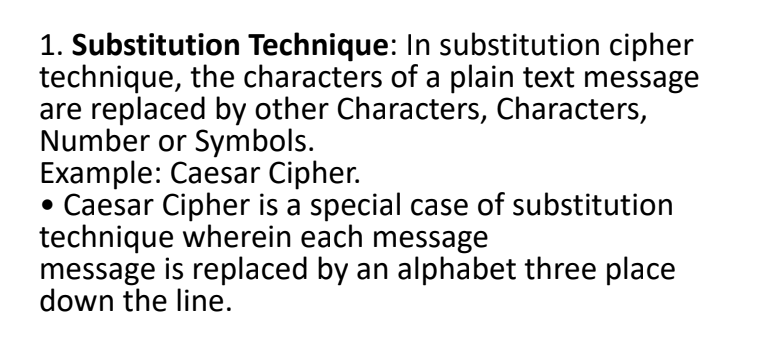 1. Substitution Technique: In substitution cipher
technique, the characters of a plain text message
are replaced by other Characters, Characters,
Number or Symbols.
Example: Caesar Cipher.
• Caesar Cipher is a special case of substitution
technique wherein each message
message is replaced by an alphabet three place
down the line.